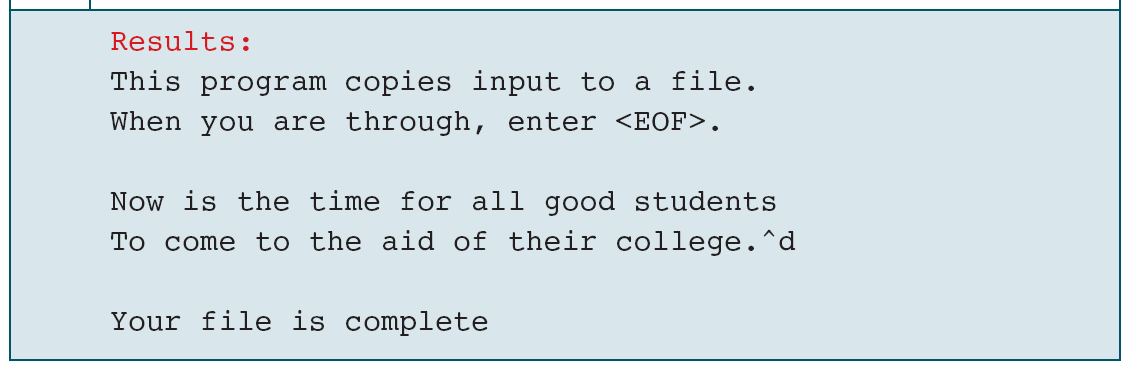 Results:
This program copies input to a file.
When you are through, enter <EOF>.
Now is the time for all good students
To come to the aid of their college.^d
Your file is complete